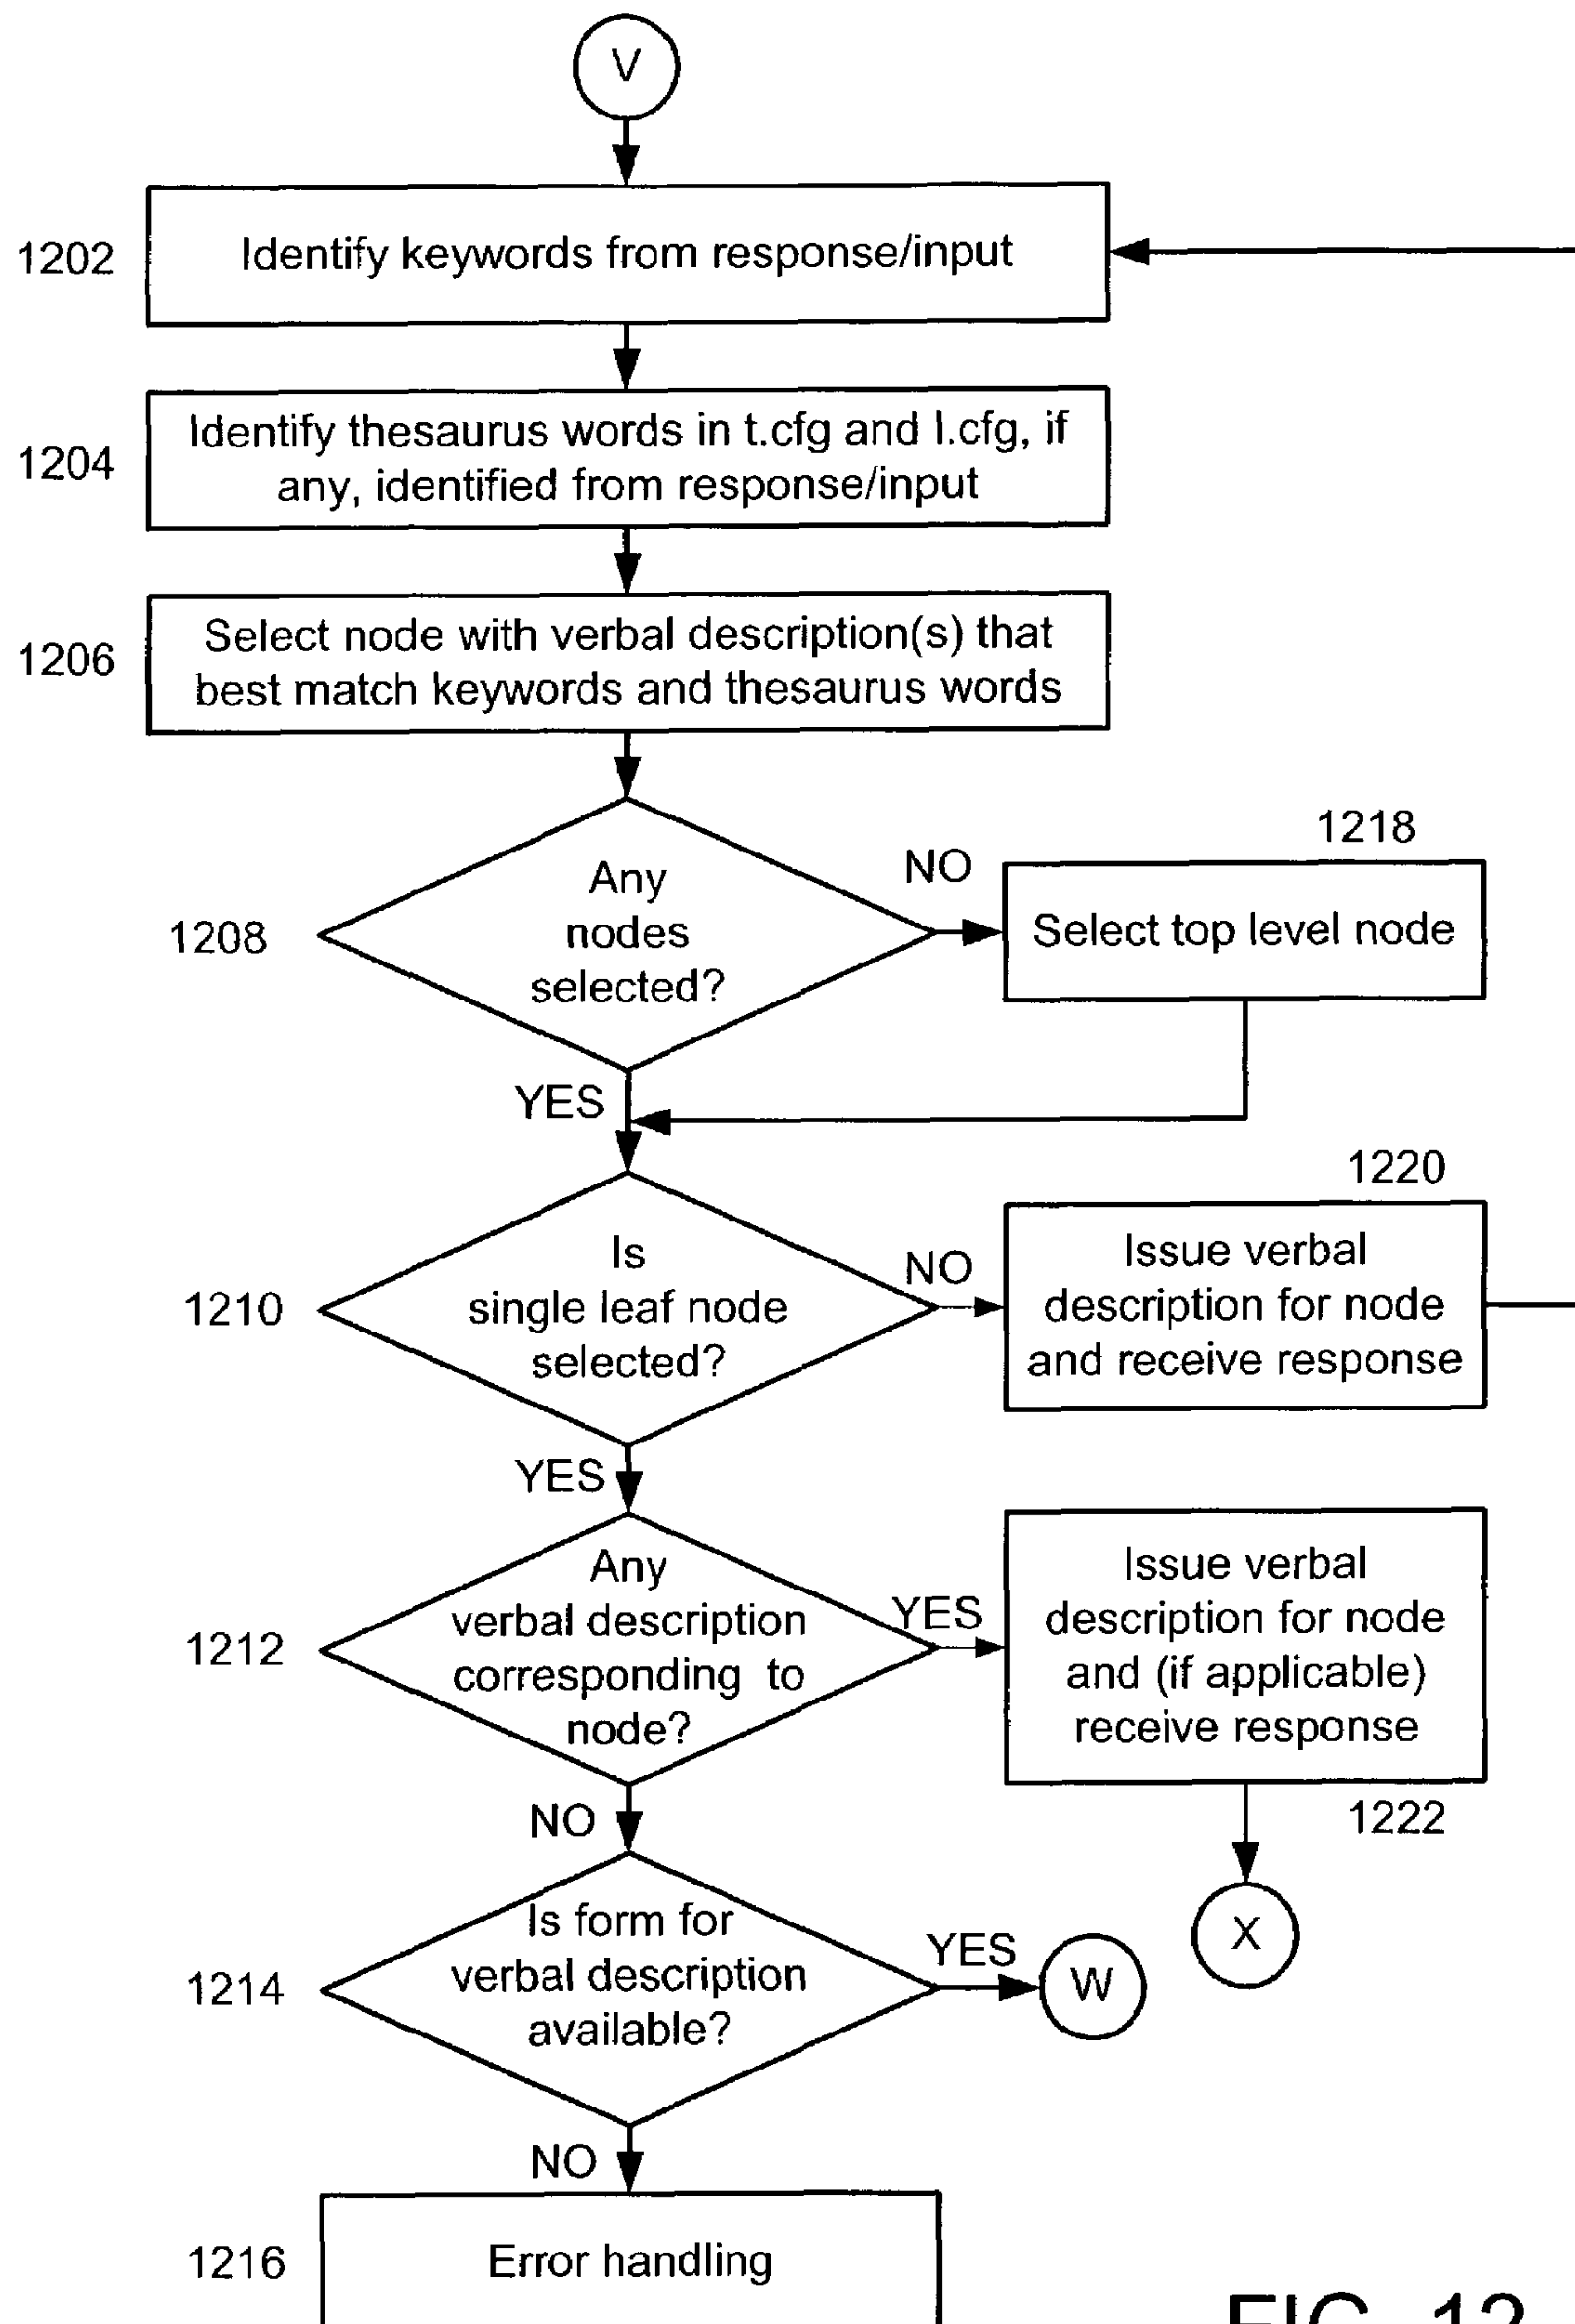 V
1202
Identify keywords from response/input
1204
Identify thesaurus words in t.cfg and l.cfg, if
any, identified from response/input
1206
Select node with verbal description(s) that
best match keywords and thesaurus words
1208
Any
nodes
selected?
NO
1218
Select top level node
YES
1210
Is
single leaf node
selected?
NO
1220
Issue verbal
description for node
and receive response
YES
1212
Any
verbal description
corresponding to
node?
YES
Issue verbal
description for node
and (if applicable)
receive response
1222
X
NO
1214
Is form for
verbal description
available?
YES
W
NO
1216
Error handling
FIG. 12